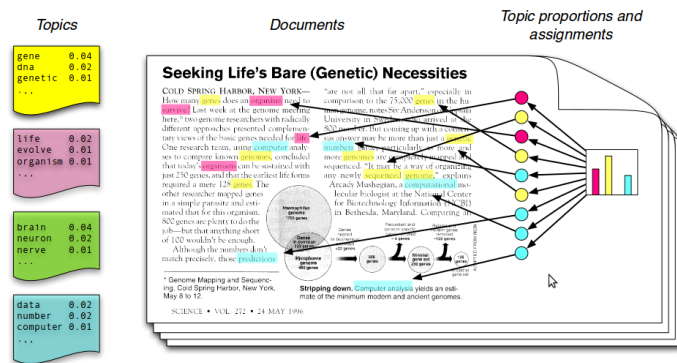 Topics
Documents
Topic proportions and
assignments
gene 0.04
dna 0.02
genetic 0.01
...
life 0.02
evolve 0.01
organism 0.01
...
brain 0.04
neuron 0.02
nerve 0.01
...
data 0.02
number 0.02
computer 0.01
...
Seeking Life's Bare (Genetic) Necessities
COLD SPRING HARBOR, NEW YORK—
How many genes does an organism need to
survive? Last week at the genome meeting
here, two genome researchers with radically
different approaches presented complemen-
tary views of the basic genes needed for life.
One research team, using computer analy-
ses to compare known genomes, concluded
that today's organisms can be sustained with
just 250 genes, and that the earliest life forms
required a mere 128 genes. The
other researcher mapped genes
in a simple parasite and esti-
mated that for this organism,
800 genes are plenty to do the
job—but that anything short
of 100 wouldn't be enough.
Although the numbers don't
match precisely, those predictions
* Genome Mapping and Sequenc-
ing, Cold Spring Harbor, New York,
May 8 to 12.
"are not all that far apart," especially in
comparison to the 75,000 genes in the hu-
man genome, notes Siv Andersson
University in Sweden, who arrived at the
800 number. But coming up with a consen-
sus answer may be more than just a
numbers particularly more and
more genomes are completely mapped and
sequenced. "It may be a way of organizing
any newly sequenced genome," explains
Arcady Mushegian, a computational mo-
lecular biologist at the National Center
for Biotechnology Information (NCBI)
in Bethesda, Maryland. Comparing an
Haemophilus
genome
1703 genes
Mycoplasma
genome
469 genes
Stripping down. Computer analysis yields an esti-
mate of the minimum modern and ancient genomes.
SCIENCE • VOL. 272 • 24 MAY 1996